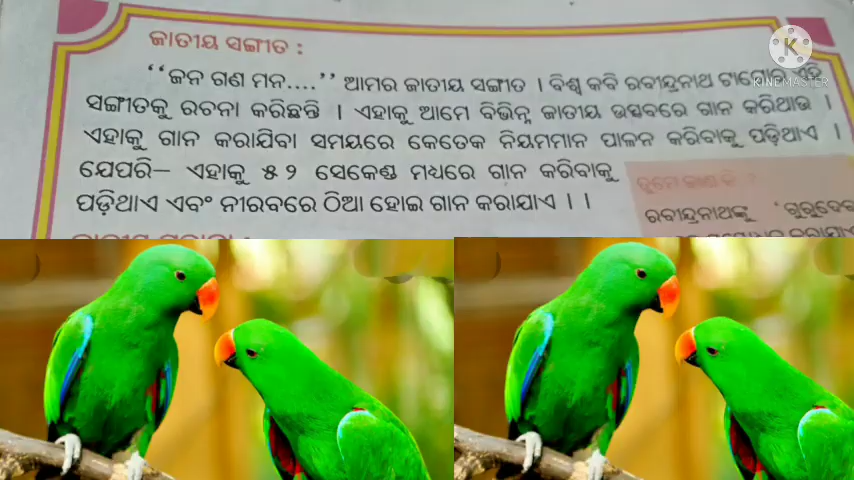 ଜାତୀୟ ସଙ୍ଗୀତ :
K
KINEMASTER
‘‘ଜନ ଗଣ ମନ....’’ ଆମର ଜାତୀୟ ସଙ୍ଗୀତ । ବିଶ୍ୱ କବି ରବୀନ୍ଦ୍ରନାଥ ଟାଗୋର ଏହି
ସଙ୍ଗୀତକୁ ରଚନା କରିଛନ୍ତି । ଏହାକୁ ଆମେ ବିଭିନ୍ନ ଜାତୀୟ ଉତ୍ସବରେ ଗାନ କରିଥାଉ ।
ଏହାକୁ ଗାନ କରାଯିବା ସମୟରେ କେତେକ ନିୟମମାନ ପାଳନ କରିବାକୁ ପଡ଼ିଥାଏ ।
ଯେପରି– ଏହାକୁ ୫୨ ସେକେଣ୍ଡ ମଧ୍ୟରେ ଗାନ କରିବାକୁ
ପଡ଼ିଥାଏ ଏବଂ ନୀରବରେ ଠିଆ ହୋଇ ଗାନ କରାଯାଏ ।।
ତୁମେ ଜାଣ କି ?
ରବୀନ୍ଦ୍ରନାଥଙ୍କୁ ‘ଗୁରୁଦେବ